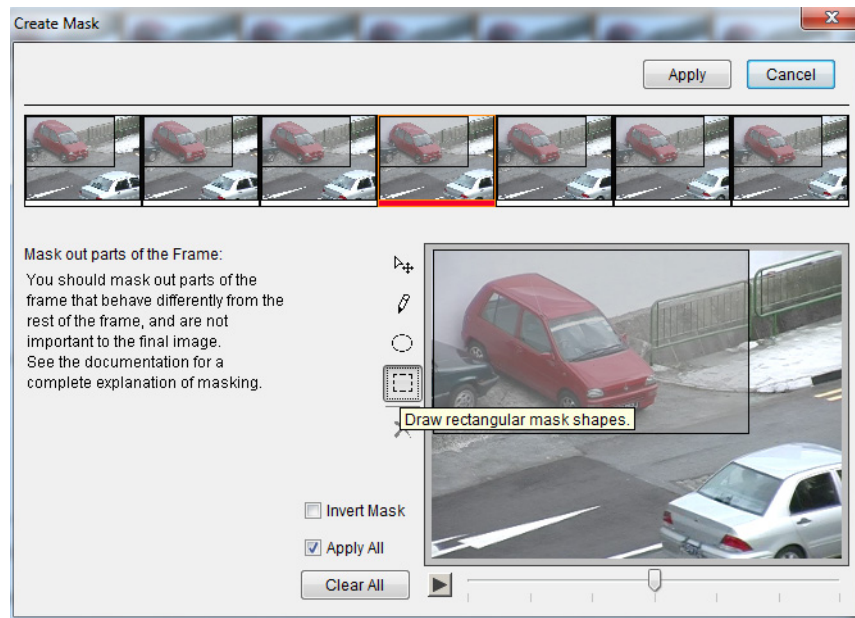 Create Mask
Apply
Cancel
Mask out parts of the Frame:
You should mask out parts of the
frame that behave differently from the
rest of the frame, and are not
important to the final image.
See the documentation for a
complete explanation of masking.
Draw rectangular mask shapes.
Invert Mask
Apply All
Clear All